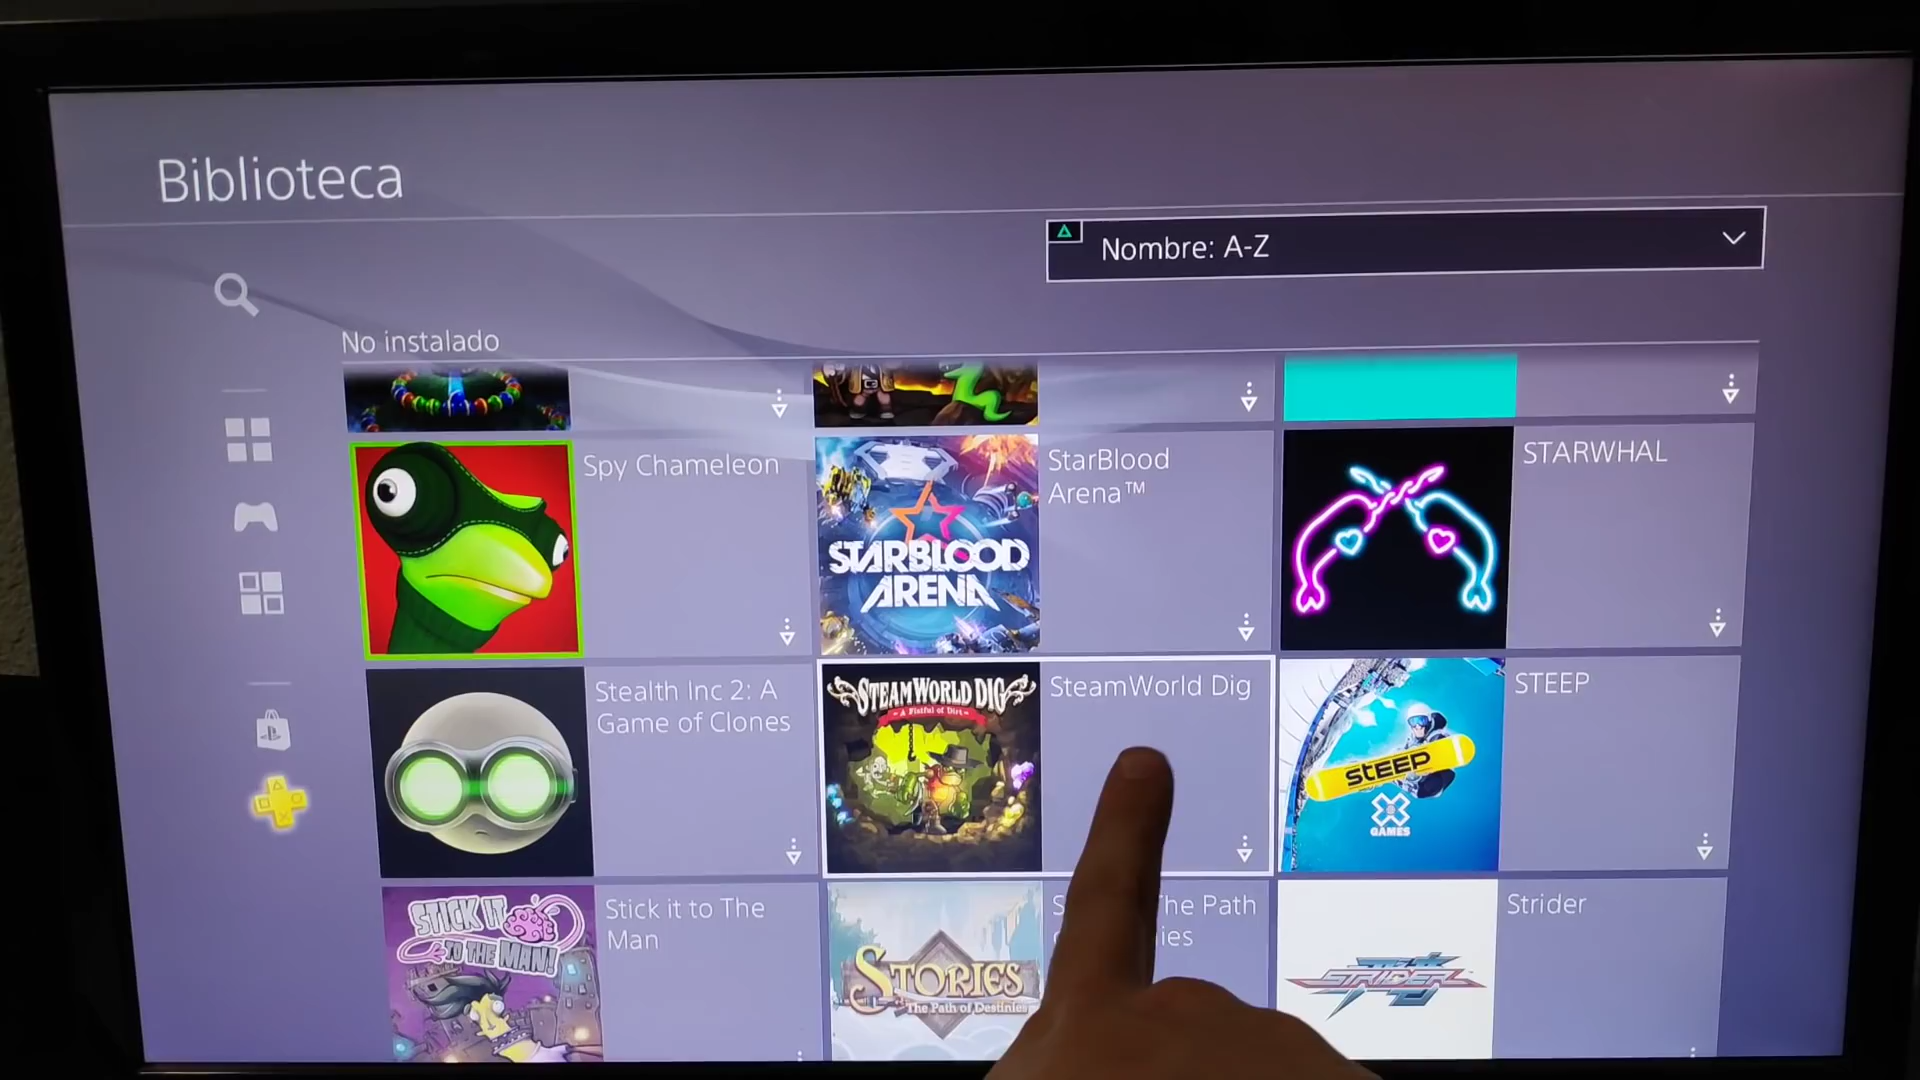 Biblioteca
Nombre: A-Z
No instalado
Spy Chameleon
StarBlood
Arena™
STARBLOOD
ARENA
STARWHAL
Stealth Inc 2: A
Game of Clones
STEAMWORLD DIG
- A Fistful of Dirt -
SteamWorld Dig
STEEP
STEEP
X GAMES
STICK IT
TO THE MAN!
Stick it to The
Man
STORIES
The Path of Destinies
The Path
STRIDER
Strider